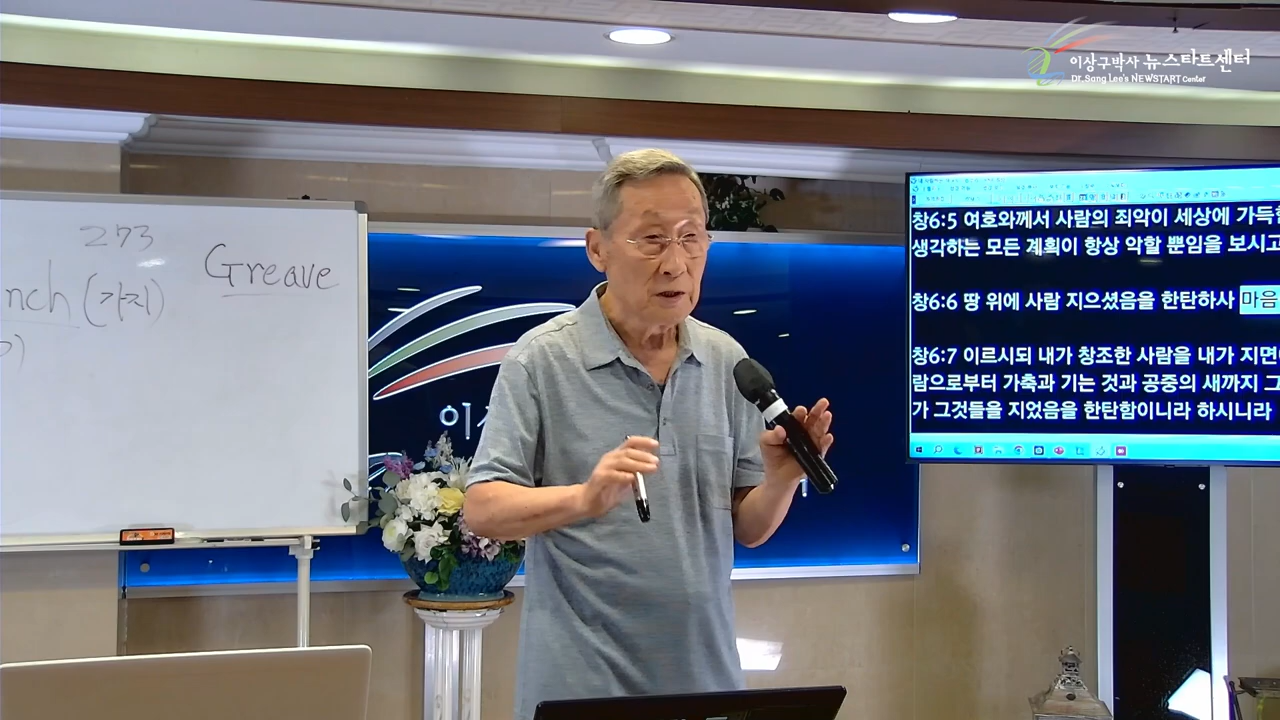 이상구박사 뉴스타트센터
Dr. Sang Lee's NEWSTART Center
273
nch (가지)
Greave
이상
창6:5 여호와께서 사람의 죄악이 세상에 가득
생각하는 모든 계획이 항상 악할 뿐임을 보시고
창6:6 땅 위에 사람 지으셨음을 한탄하사 마음
창6:7 이르시되 내가 창조한 사람을 내가 지면
람으로부터 가축과 기는 것과 공중의 새까지 그
가 그것들을 지었음을 한탄함이니라 하시니라